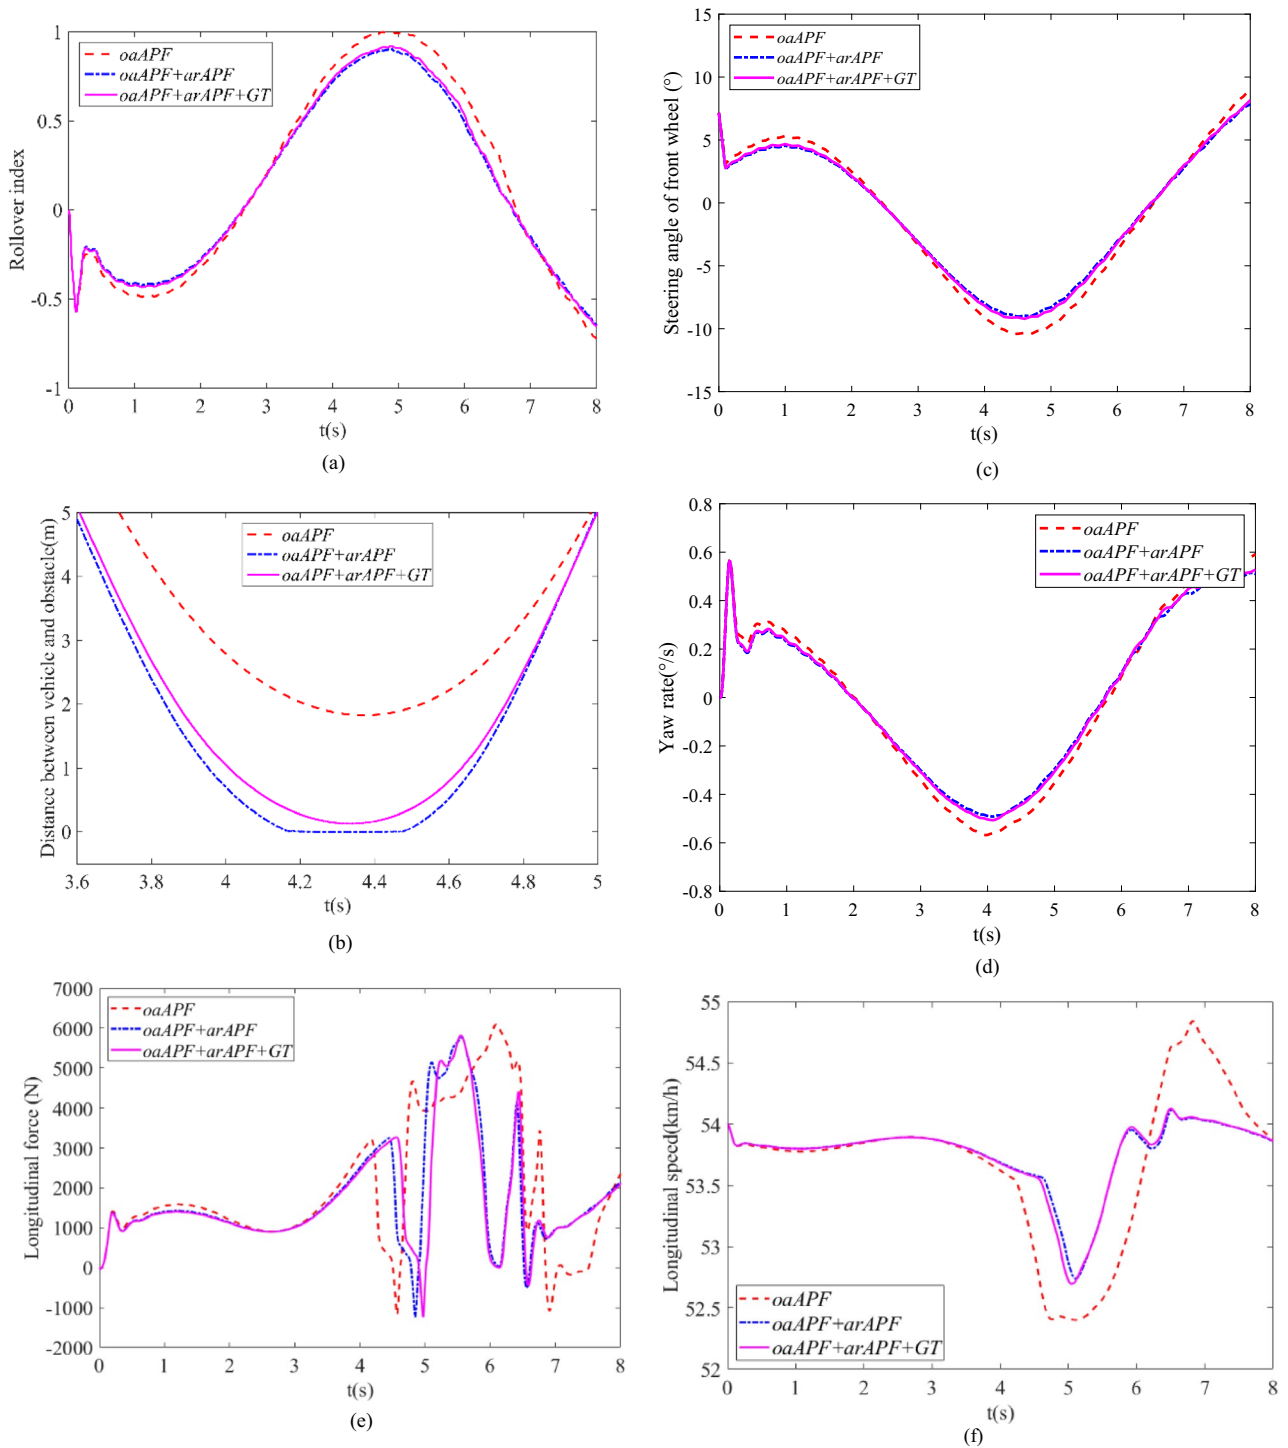 1
0.5
0
-0.5
-1
Rollover index
oaAPF
oaAPF+arAPF
oaAPF+arAPF+GT
0 1 2 3 4 5 6 7 8
t(s)
(a)
15
10
5
0
-5
-10
-15
Steering angle of front wheel (°)
oaAPF
oaAPF+arAPF
oaAPF+arAPF+GT
0 1 2 3 4 5 6 7 8
t(s)
(c)
5
4
3
2
1
0
Distance between vehicle and obstacle(m)
oaAPF
oaAPF+arAPF
oaAPF+arAPF+GT
3.6 3.8 4 4.2 4.4 4.6 4.8 5
t(s)
(b)
0.8
0.6
0.4
0.2
0
-0.2
-0.4
-0.6
-0.8
Yaw rate(°/s)
oaAPF
oaAPF+arAPF
oaAPF+arAPF+GT
0 1 2 3 4 5 6 7 8
t(s)
(d)
7000
6000
5000
4000
3000
2000
1000
0
-1000
-2000
Longitudinal force (N)
oaAPF
oaAPF+arAPF
oaAPF+arAPF+GT
0 1 2 3 4 5 6 7 8
t(s)
(e)
55
54.5
54
53.5
53
52.5
52
Longitudinal speed(km/h)
oaAPF
oaAPF+arAPF
oaAPF+arAPF+GT
0 1 2 3 4 5 6 7 8
t(s)
(f)